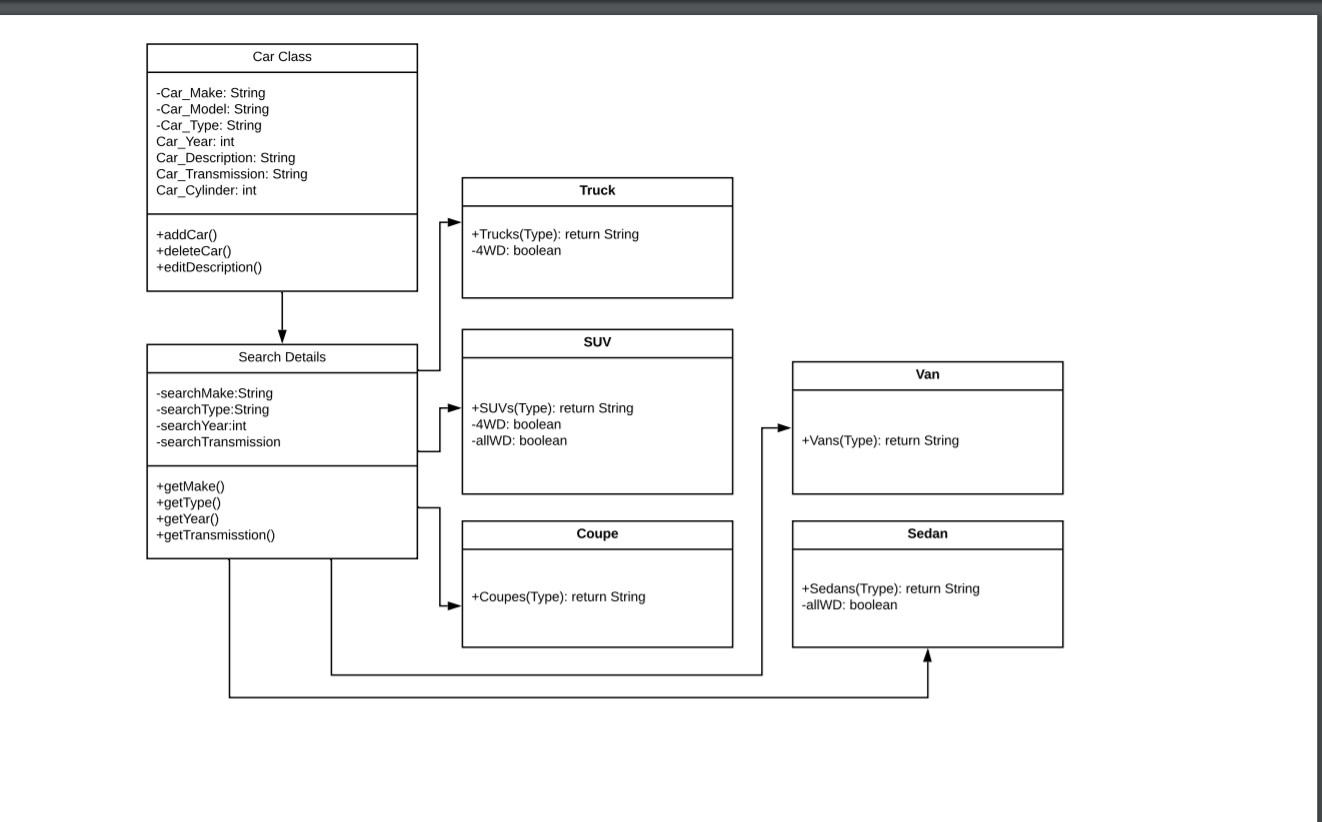 Car Class
-Car_Make: String
-Car_Model: String
-Car_Type: String
Car_Year: int
Car_Description: String
Car_Transmission: String
Car_Cylinder: int
+addCar()
+deleteCar()
+editDescription()
Search Details
-searchMake:String
-searchType:String
-searchYear:int
-searchTransmission
+getMake()
+getType()
+getYear()
+getTransmisstion()
Truck
+Trucks(Type): return String
-4WD: boolean
SUV
+SUVs(Type): return String
-4WD: boolean
-allWD: boolean
Coupe
+Coupes(Type): return String
Van
+Vans(Type): return String
Sedan
+Sedans(Trype): return String
-allWD: boolean